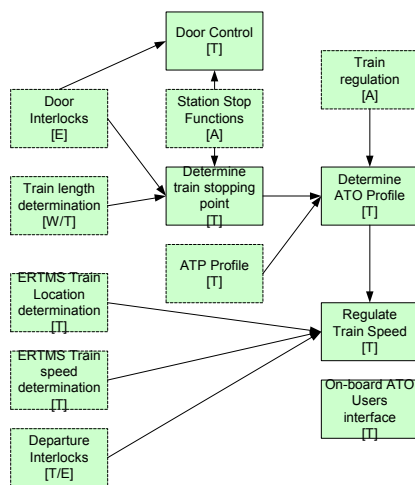 Door Control
[T]
Train
regulation
[A]
Door
Interlocks
[E]
Station Stop
Functions
[A]
Train length
determination
[W/T]
Determine
train stopping
point
[T]
Determine
ATO Profile
[T]
ATP Profile
[T]
ERTMS Train
Location
determination
[T]
Regulate
Train Speed
[T]
ERTMS Train
speed
determination
[T]
On-board ATO
Users
interface
[T]
Departure
Interlocks
[T/E]